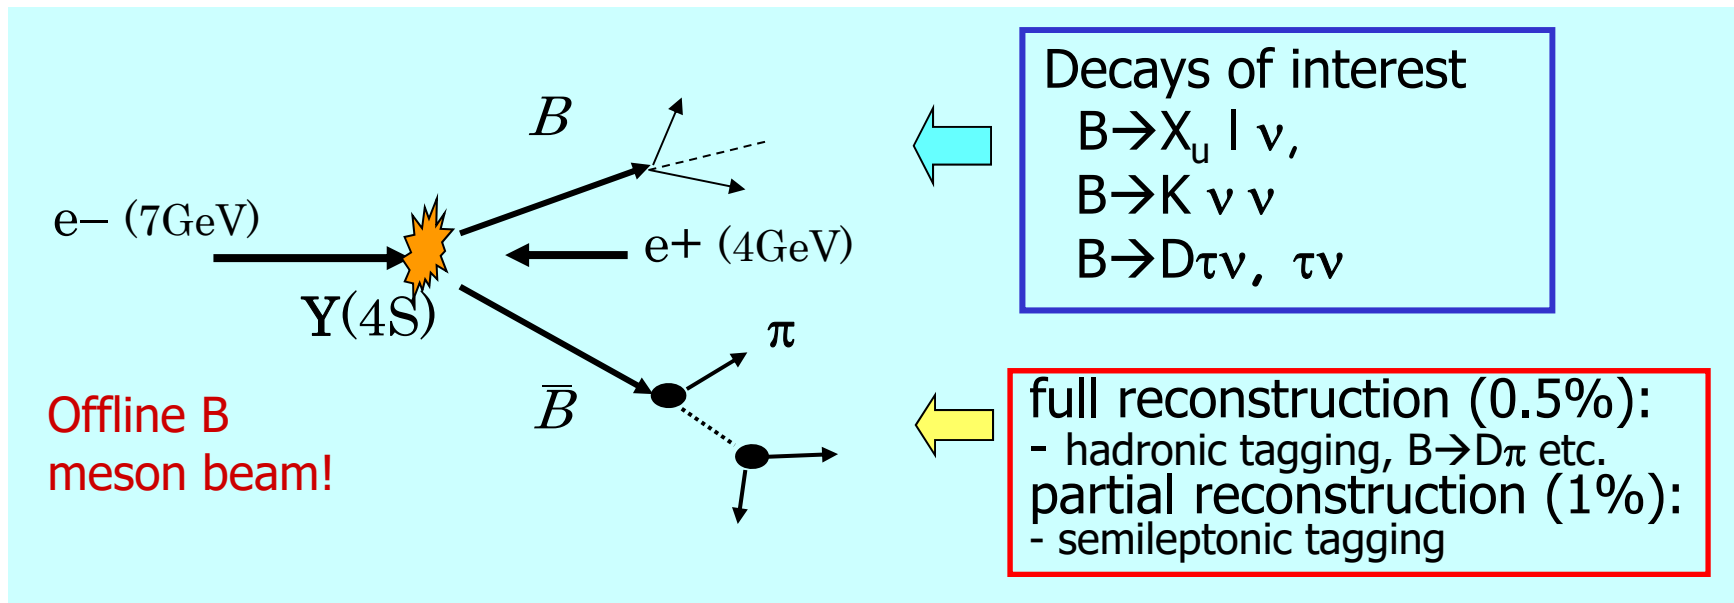 B
e− (7GeV)
e+ (4GeV)
Υ(4S)
π
B̅
Offline B
meson beam!
Decays of interest
B→Xᵤ l ν,
B→K ν ν
B→Dτν, τν
full reconstruction (0.5%):
- hadronic tagging, B→Dπ etc.
partial reconstruction (1%):
- semileptonic tagging